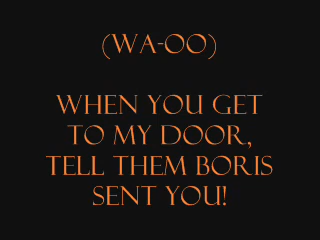 (WA-OO)
WHEN YOU GET
TO MY DOOR,
TELL THEM BORIS
SENT YOU!